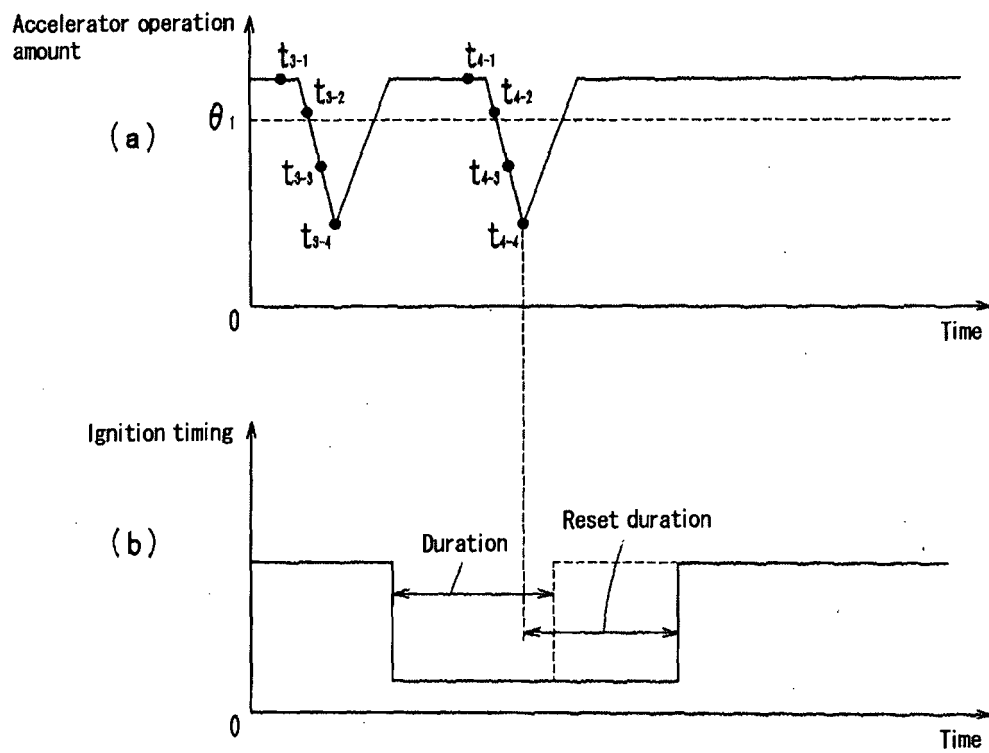 Accelerator operation
amount
t3-1
t4-1
t3-2
t4-2
θ1
(a)
t3-3
t4-3
t3-4
t4-4
0
Time
Ignition timing
Reset duration
(b)
Duration
0
Time